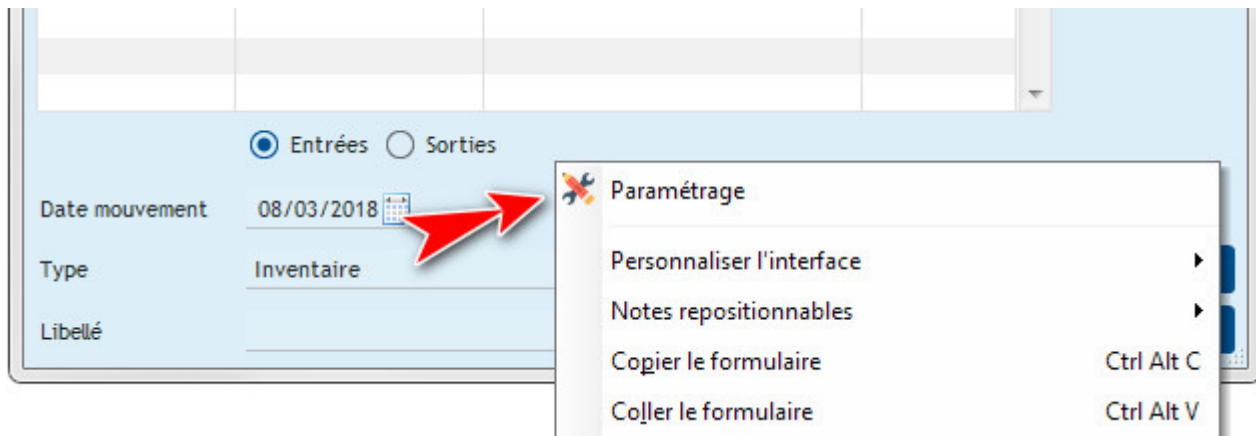 Entrées Sorties
Paramétrage
Date mouvement 08/03/2018
Personnaliser l'interface
Type Inventaire
Notes repositionnables
Libellé
Copier le formulaire Ctrl Alt C
Coller le formulaire Ctrl Alt V